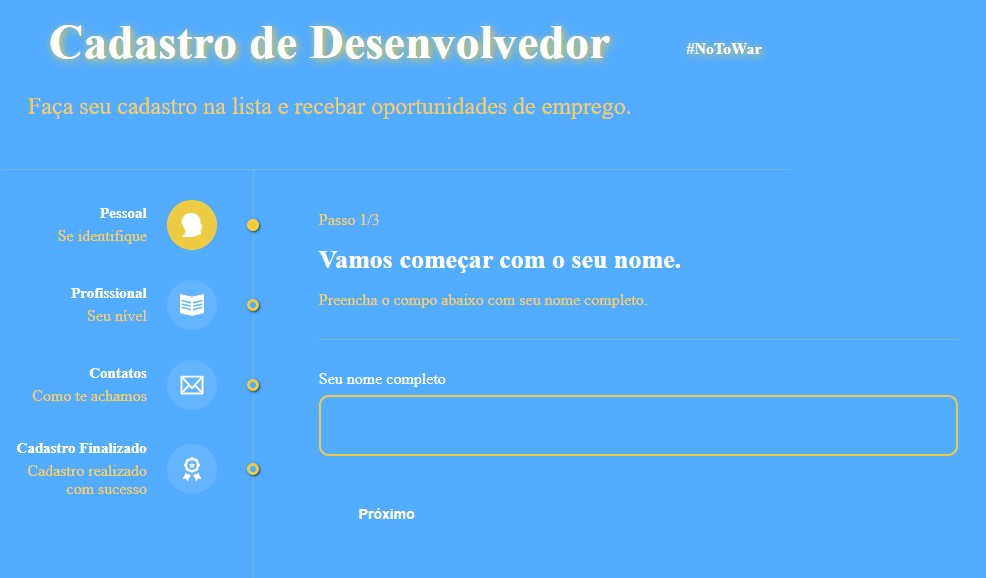 Cadastro de Desenvolvedor
#NoToWar
Faça seu cadastro na lista e recebar oportunidades de emprego.
Pessoal
Se identifique
Profissional
Seu nível
Contatos
Como te achamos
Cadastro Finalizado
Cadastro realizado
com sucesso
Passo 1/3
Vamos começar com o seu nome.
Preencha o compo abaixo com seu nome completo.
Seu nome completo
Próximo